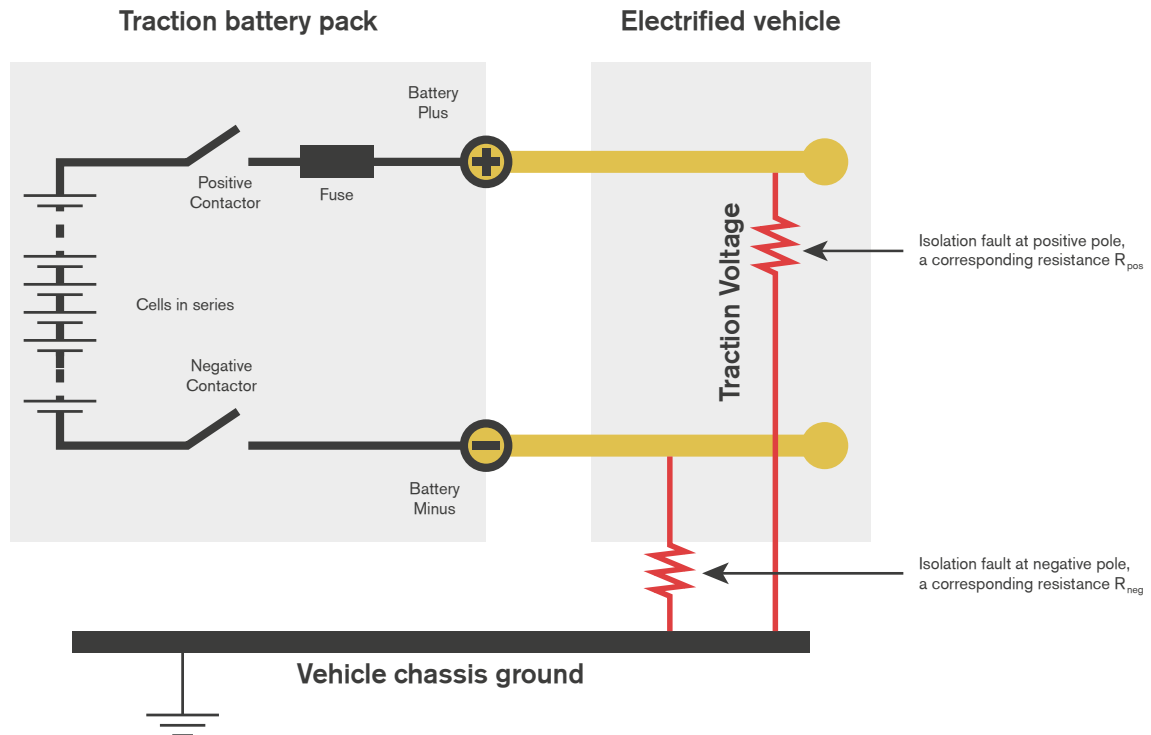 Traction battery pack
Electrified vehicle
Battery
Plus
Positive
Contactor
Fuse
Traction Voltage
Isolation fault at positive pole,
a corresponding resistance Rpos
Cells in series
Negative
Contactor
Battery
Minus
Isolation fault at negative pole,
a corresponding resistance Rneg
Vehicle chassis ground